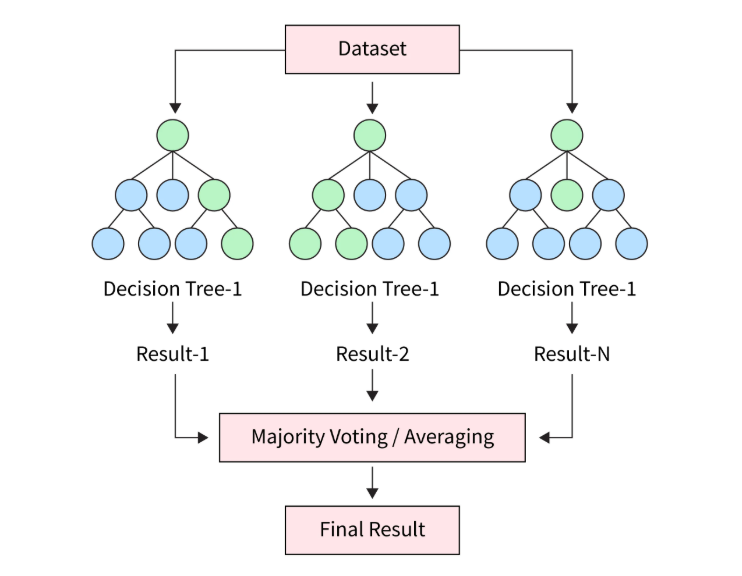 Dataset
Decision Tree-1
Decision Tree-1
Decision Tree-1
Result-1
Result-2
Result-N
Majority Voting / Averaging
Final Result